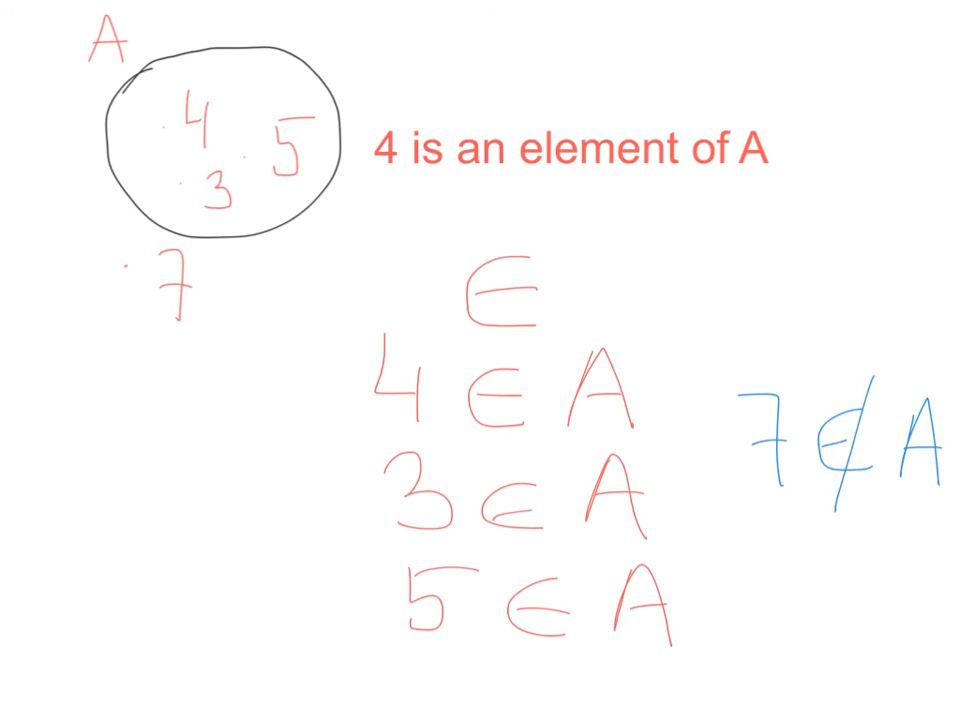 A
4
5
3
7
4 is an element of A
∈
4 ∈ A
3 ∈ A
5 ∈ A
7 ∉ A